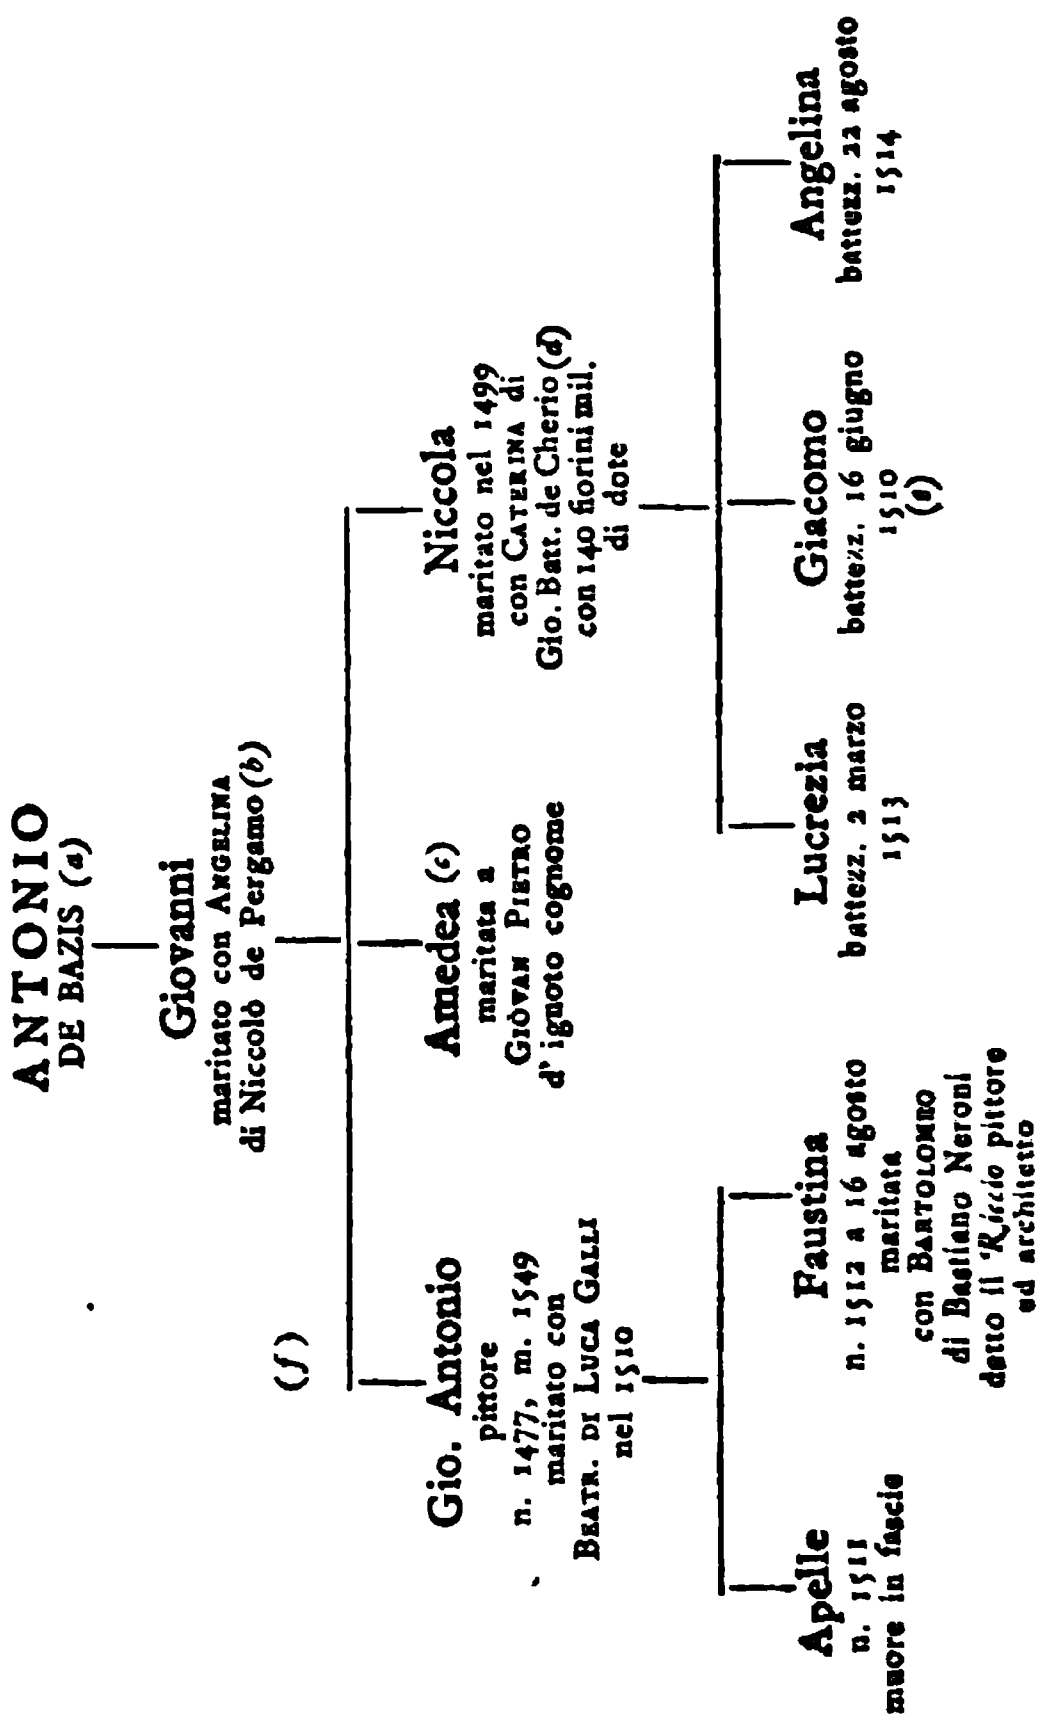 ANTONIO
DE BAZIS (a)
Giovanni
maritato con ANGELINA
di Niccolò de Pergamo (b)
(f)
Gio. Antonio
pittore
n. 1477, m. 1549
maritato con
BEATR. DI LUCA GALLI
nel 1510
Amedea (c)
maritata a
GIOVAN PIETRO
d'ignoto cognome
Niccola
maritato nel 1499
con CATERINA di
Gio. Batt. de Cherio (d)
con 140 fiorini mil.
di dote
Apelle
n. 1511
muore in fascie
Faustina
n. 1512 a 16 agosto
maritata
con BARTOLOMEO
di Bastiano Neroni
detto il Riccio pittore
ed architetto
Lucrezia
battezz. 2 marzo
1513
Giacomo
battezz. 16 giugno
1510
(e)
Angelina
battezz. 22 agosto
1514